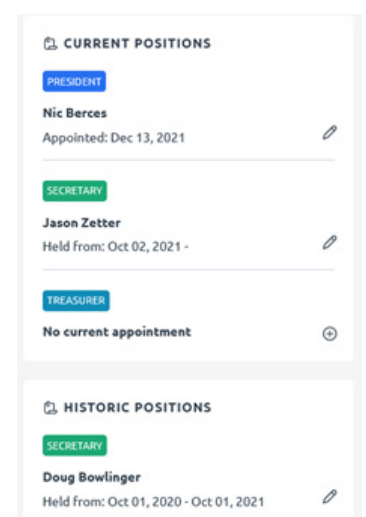 CURRENT POSITIONS
PRESIDENT
Nic Berces
Appointed: Dec 13, 2021
SECRETARY
Jason Zetter
Held from: Oct 02, 2021 -
TREASURER
No current appointment
HISTORIC POSITIONS
SECRETARY
Doug Bowlinger
Held from: Oct 01, 2020 - Oct 01, 2021